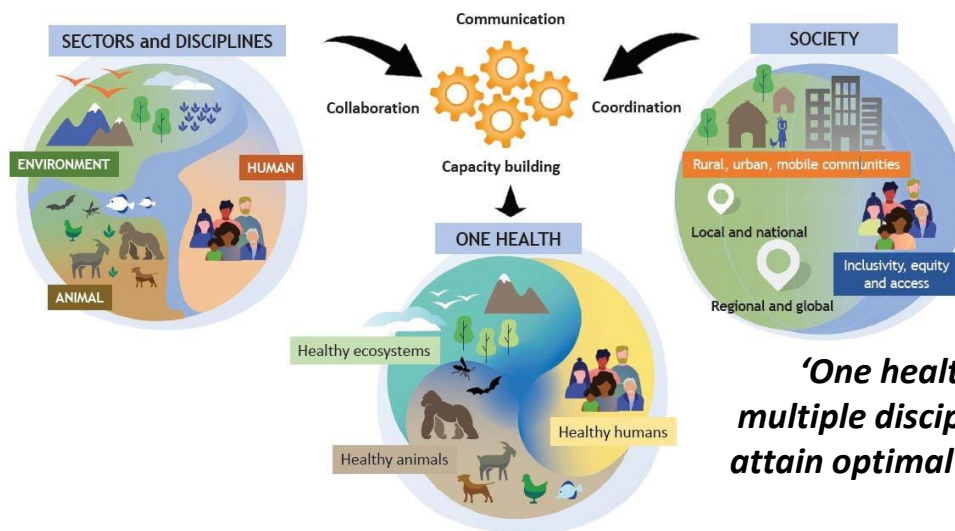 Communication
SECTORS and DISCIPLINES
SOCIETY
Collaboration
Coordination
ENVIRONMENT
HUMAN
Capacity building
Rural, urban, mobile communities
ANIMAL
ONE HEALTH
Local and national
Inclusivity, equity
and access
Regional and global
Healthy ecosystems
Healthy humans
Healthy animals
‘One healt
multiple discip
attain optimal